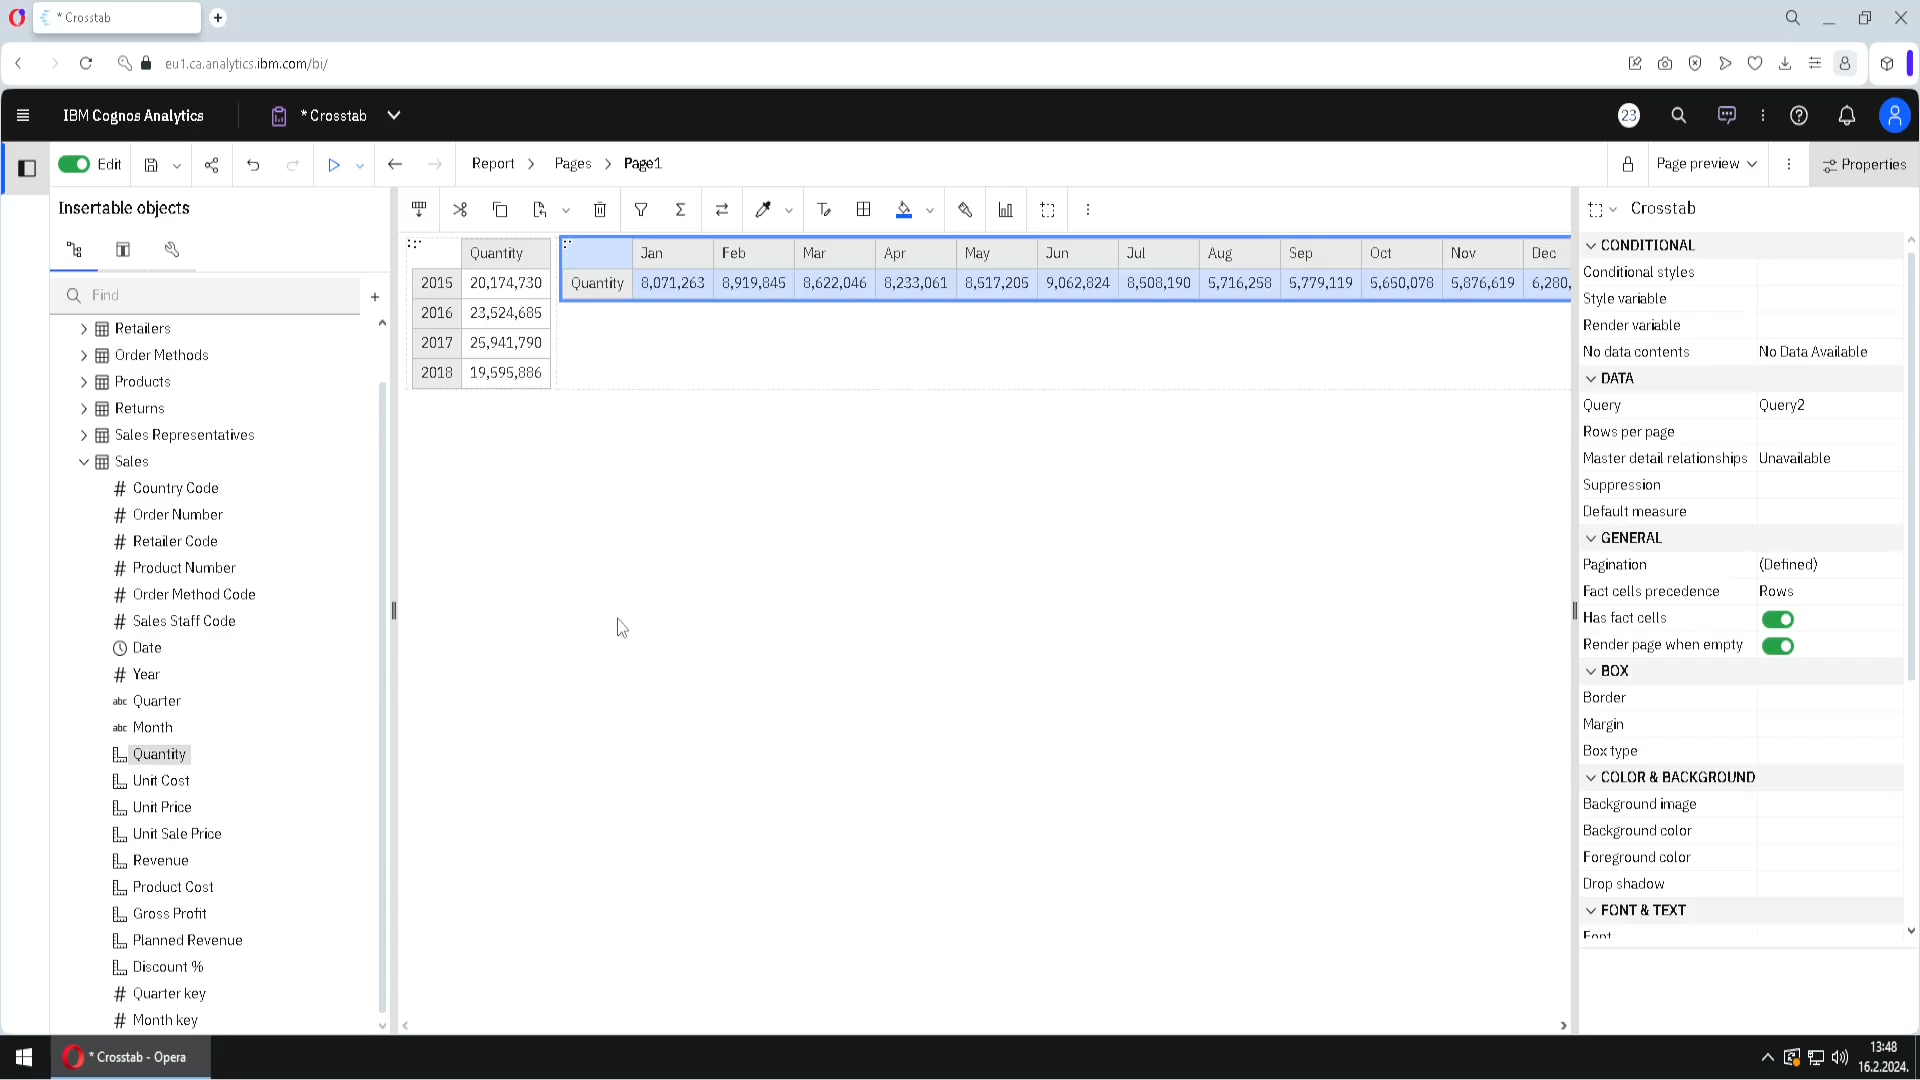 * Crosstab
eu1.ca.analytics.ibm.com/bi/
IBM Cognos Analytics
* Crosstab
23
Edit
Report
Pages
Page1
Page preview
Properties
Insertable objects
Find
Retailers
Order Methods
Products
Returns
Sales Representatives
Sales
Country Code
Order Number
Retailer Code
Product Number
Order Method Code
Sales Staff Code
Date
Year
abc Quarter
abc Month
Quantity
Unit Cost
Unit Price
Unit Sale Price
Revenue
Product Cost
Gross Profit
Planned Revenue
Discount %
Quarter key
Month key
Quantity
2015 20,174,730
2016 23,524,685
2017 25,941,790
2018 19,595,886
Jan Feb Mar Apr May Jun Jul Aug Sep Oct Nov Dec
Quantity 8,071,263 8,919,845 8,622,046 8,233,061 8,517,205 9,062,824 8,508,190 5,716,258 5,779,119 5,650,078 5,876,619 6,280,
Crosstab
CONDITIONAL
Conditional styles
Style variable
Render variable
No data contents No Data Available
DATA
Query Query2
Rows per page
Master detail relationships Unavailable
Suppression
Default measure
GENERAL
Pagination (Defined)
Fact cells precedence Rows
Has fact cells
Render page when empty
BOX
Border
Margin
Box type
COLOR & BACKGROUND
Background image
Background color
Foreground color
Drop shadow
FONT & TEXT
Font
* Crosstab - Opera
13:48
16.2.2024.